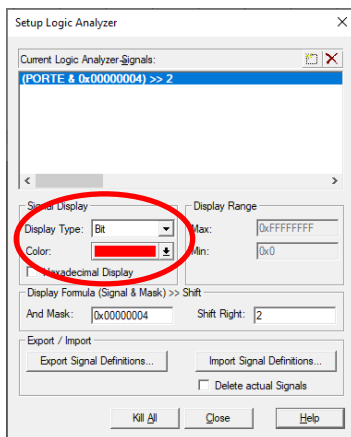 Setup Logic Analyzer
Current Logic Analyzer Signals:
(PORTE & 0x00000004) >> 2
Signal Display
Display Range
Display Type: Bit
Max: 0xFFFFFFFF
Color:
Min: 0x0
Hexadecimal Display
Display Formula (Signal & Mask) >> Shift
And Mask: 0x00000004
Shift Right: 2
Export / Import
Export Signal Definitions...
Import Signal Definitions...
Delete actual Signals
Kill All
Close
Help